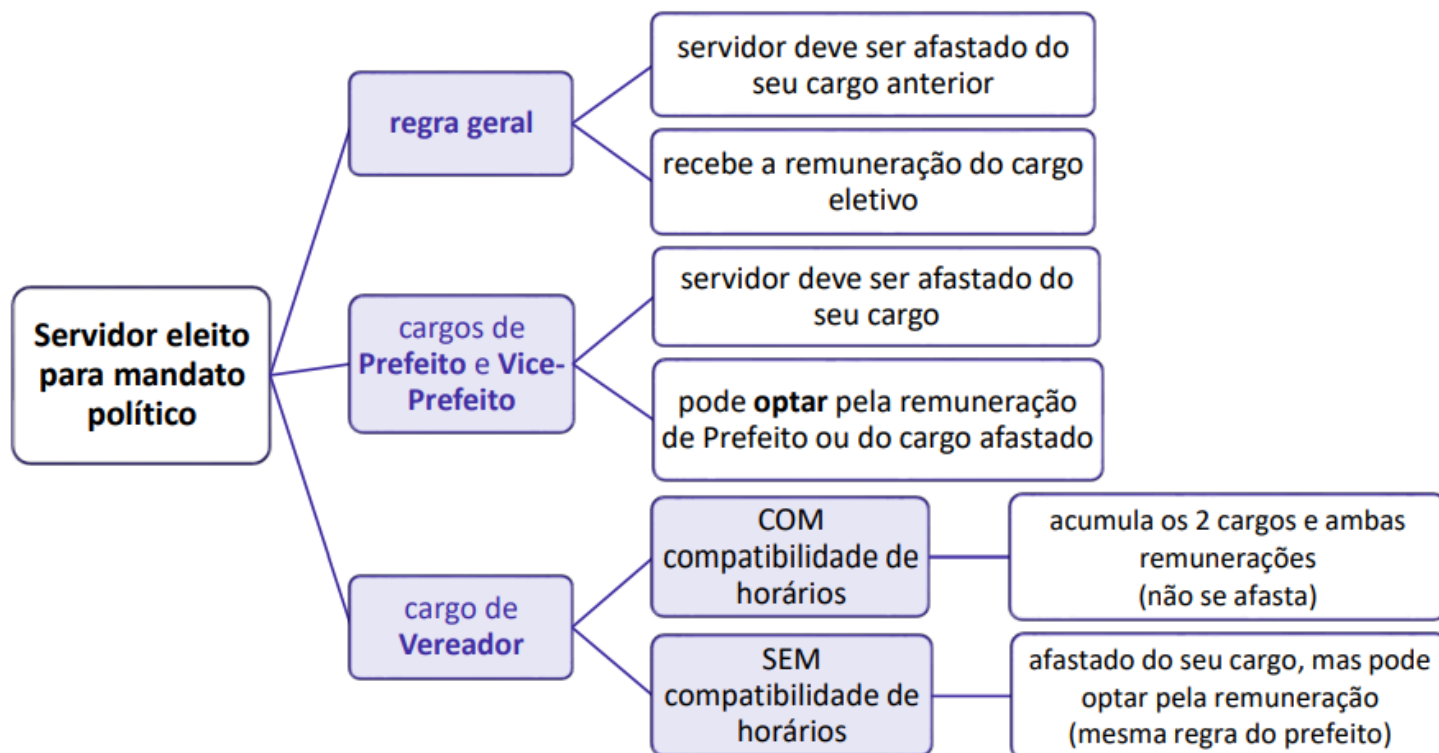 Servidor eleito
para mandato
político
regra geral
servidor deve ser afastado do
seu cargo anterior
recebe a remuneração do cargo
eletivo
cargos de
Prefeito e Vice-
Prefeito
servidor deve ser afastado do
seu cargo
pode optar pela remuneração
de Prefeito ou do cargo afastado
cargo de
Vereador
COM
compatibilidade de
horários
acumula os 2 cargos e ambas
remunerações
(não se afasta)
SEM
compatibilidade de
horários
afastado do seu cargo, mas pode
optar pela remuneração
(mesma regra do prefeito)